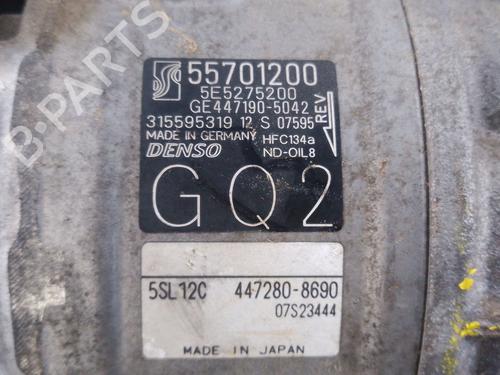 55701200
5E5275200
GE447190-5042
315595319 12 S 07595
MADE IN GERMANY HFC134a
DENSO ND-OIL8
REV
GQ2
5SL12C 447280-8690
07S23444
MADE IN JAPAN
B-PARTS